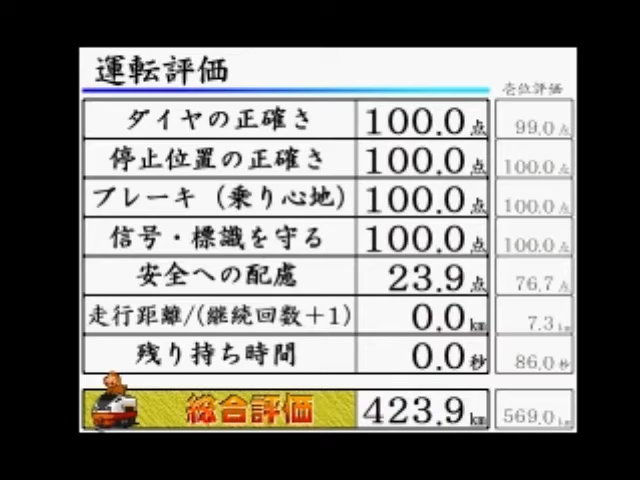 運転評価
壱位評価
ダイヤの正確さ 100.0点 99.0点
停止位置の正確さ 100.0点 100.0点
ブレーキ（乗り心地） 100.0点 100.0点
信号・標識を守る 100.0点 100.0点
安全への配慮 23.9点 76.7点
走行距離/(継続回数＋1) 0.0km 7.3km
残り持ち時間 0.0秒 86.0秒
総合評価 423.9km 569.0km